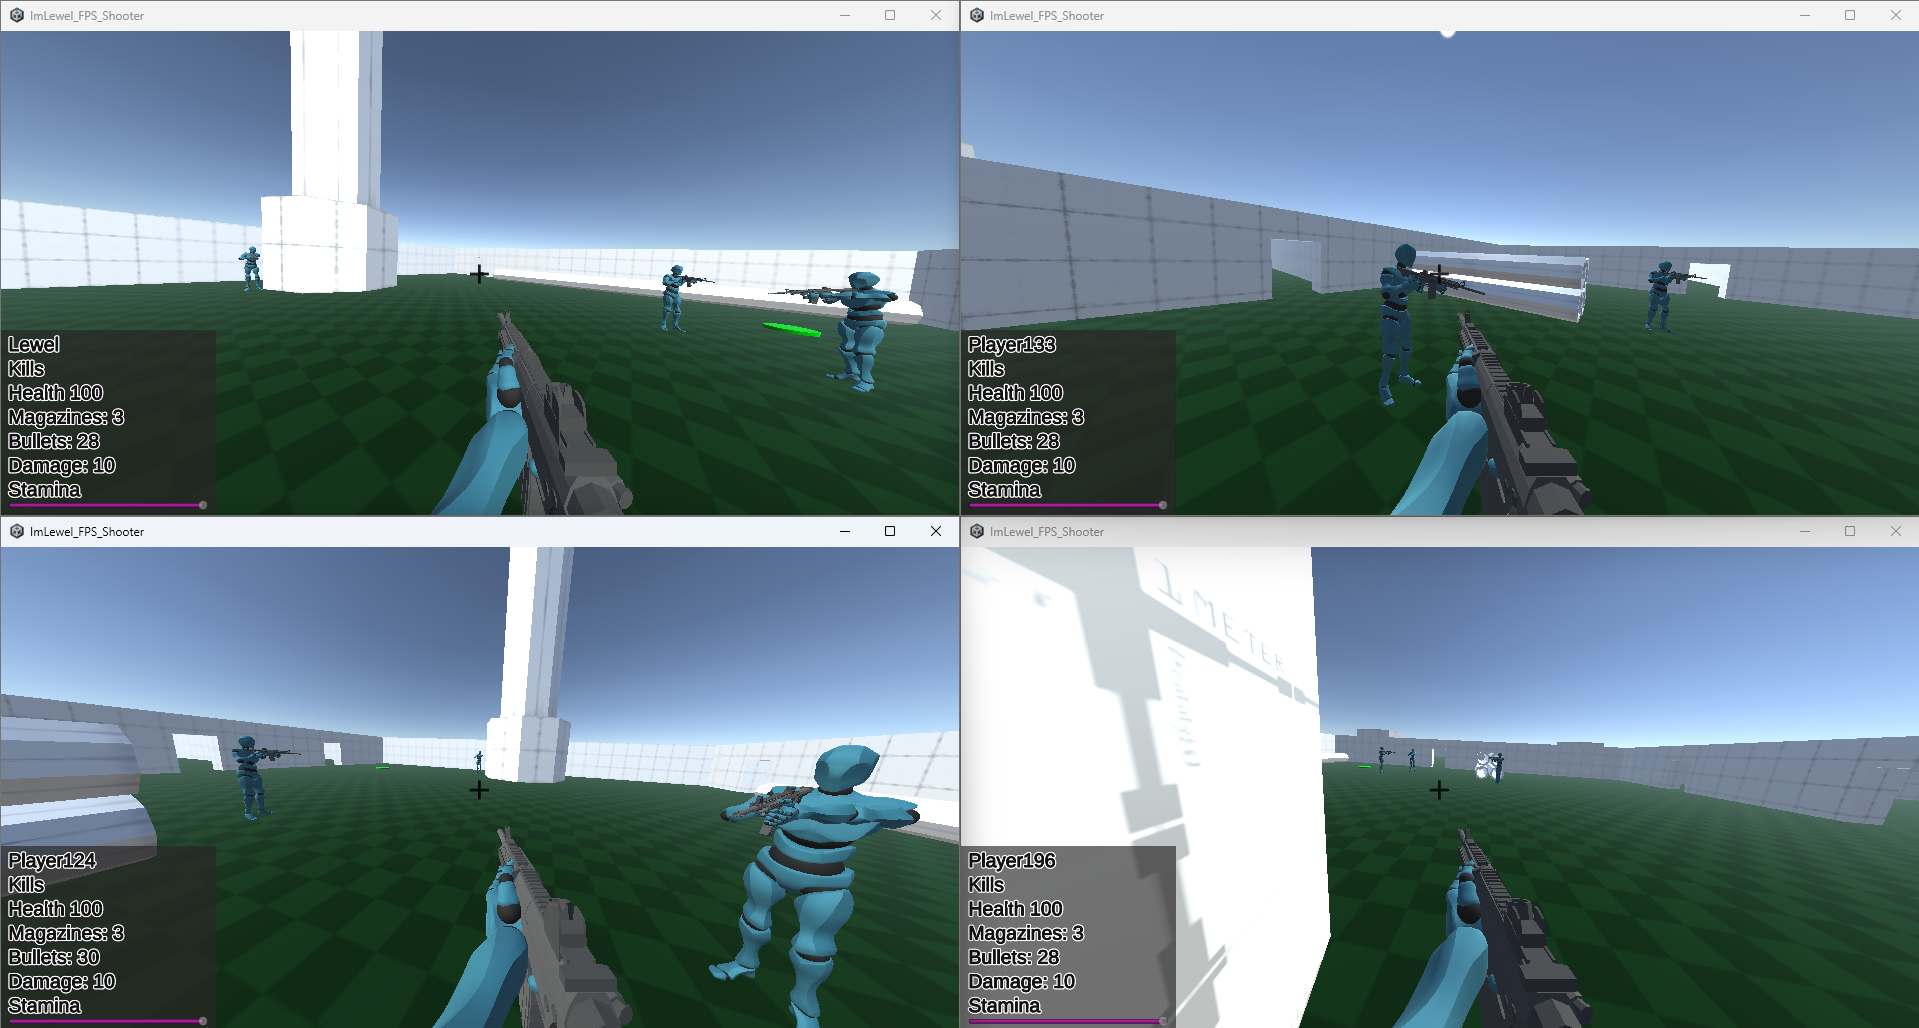 ImLewel_FPS_Shooter
Lewel
Kills
Health 100
Magazines: 3
Bullets: 28
Damage: 10
Stamina
ImLewel_FPS_Shooter
Player133
Kills
Health 100
Magazines: 3
Bullets: 28
Damage: 10
Stamina
ImLewel_FPS_Shooter
Player124
Kills
Health 100
Magazines: 3
Bullets: 30
Damage: 10
Stamina
ImLewel_FPS_Shooter
1 METER
Player196
Kills
Health 100
Magazines: 3
Bullets: 28
Damage: 10
Stamina